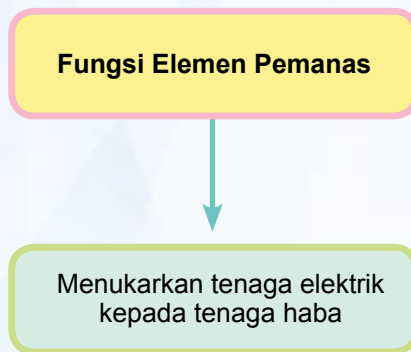 Fungsi Elemen Pemanas
Menukarkan tenaga elektrik
kepada tenaga haba